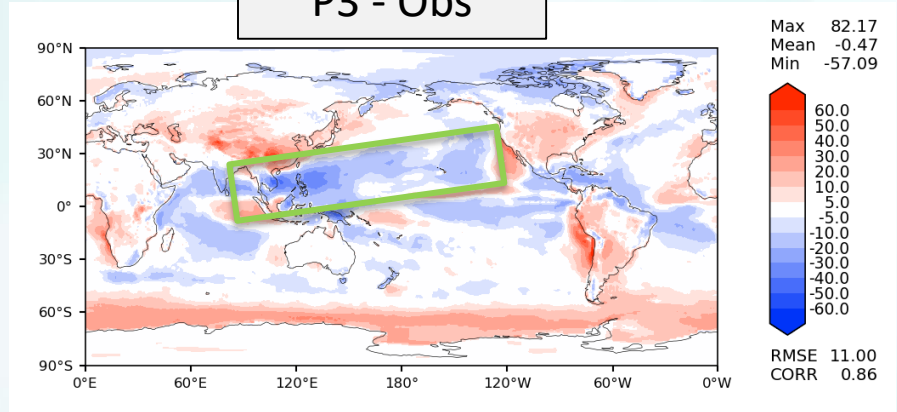 P3 - Obs
Max 82.17
Mean -0.47
Min -57.09
90°N
60°N
30°N
0°
30°S
60°S
90°S
0°E 60°E 120°E 180° 120°W 60°W 0°W
60.0
50.0
40.0
30.0
20.0
10.0
5.0
-5.0
-10.0
-20.0
-30.0
-40.0
-50.0
-60.0
RMSE 11.00
CORR 0.86